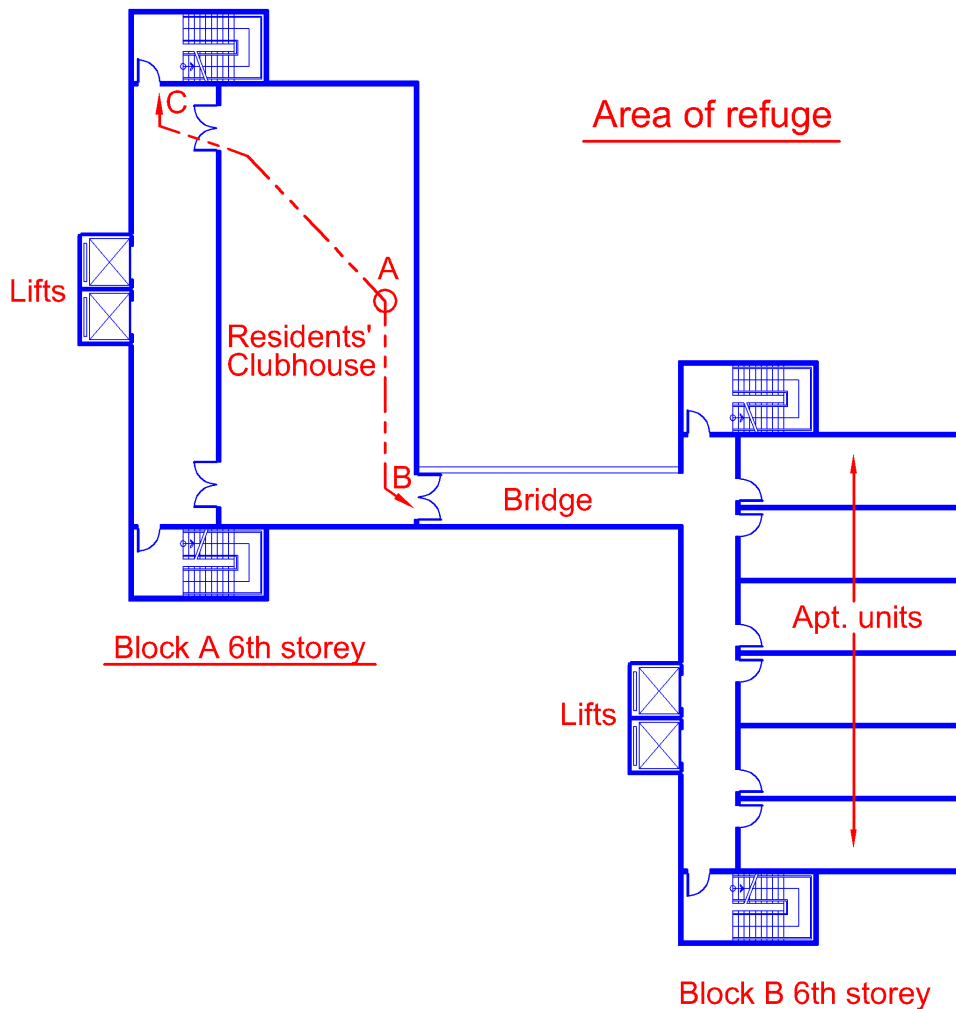 C
Area of refuge
A
Lifts
Residents'
Clubhouse
B
Bridge
Apt. units
Block A 6th storey
Lifts
Block B 6th storey